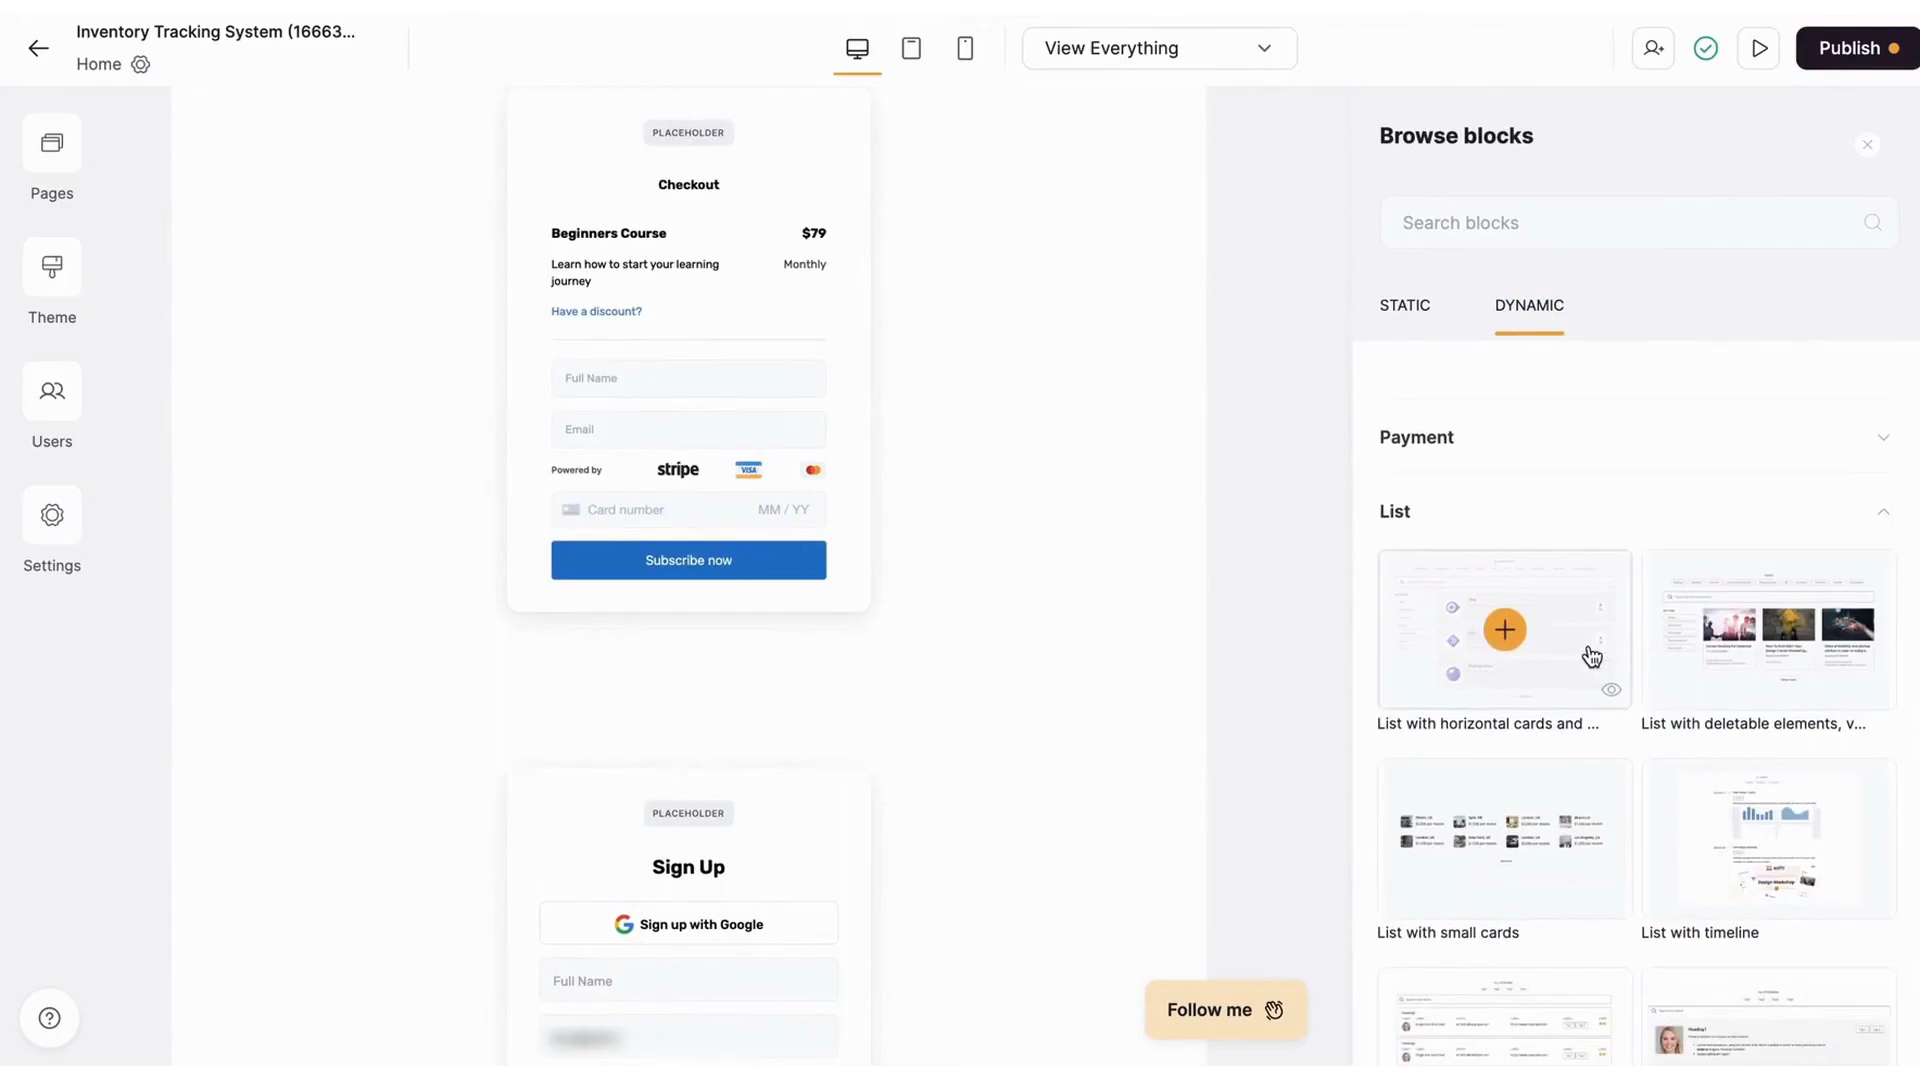 Inventory Tracking System (16663...
Home
View Everything
Publish
Pages
Theme
Users
Settings
PLACEHOLDER
Checkout
Beginners Course $79
Learn how to start your learning Monthly
journey
Have a discount?
Full Name
Email
Powered by stripe VISA
Card number MM / YY
Subscribe now
PLACEHOLDER
Sign Up
Sign up with Google
Full Name
Follow me
Browse blocks
Search blocks
STATIC DYNAMIC
Payment
List
List with horizontal cards and ...
List with deletable elements, v...
List with small cards
List with timeline